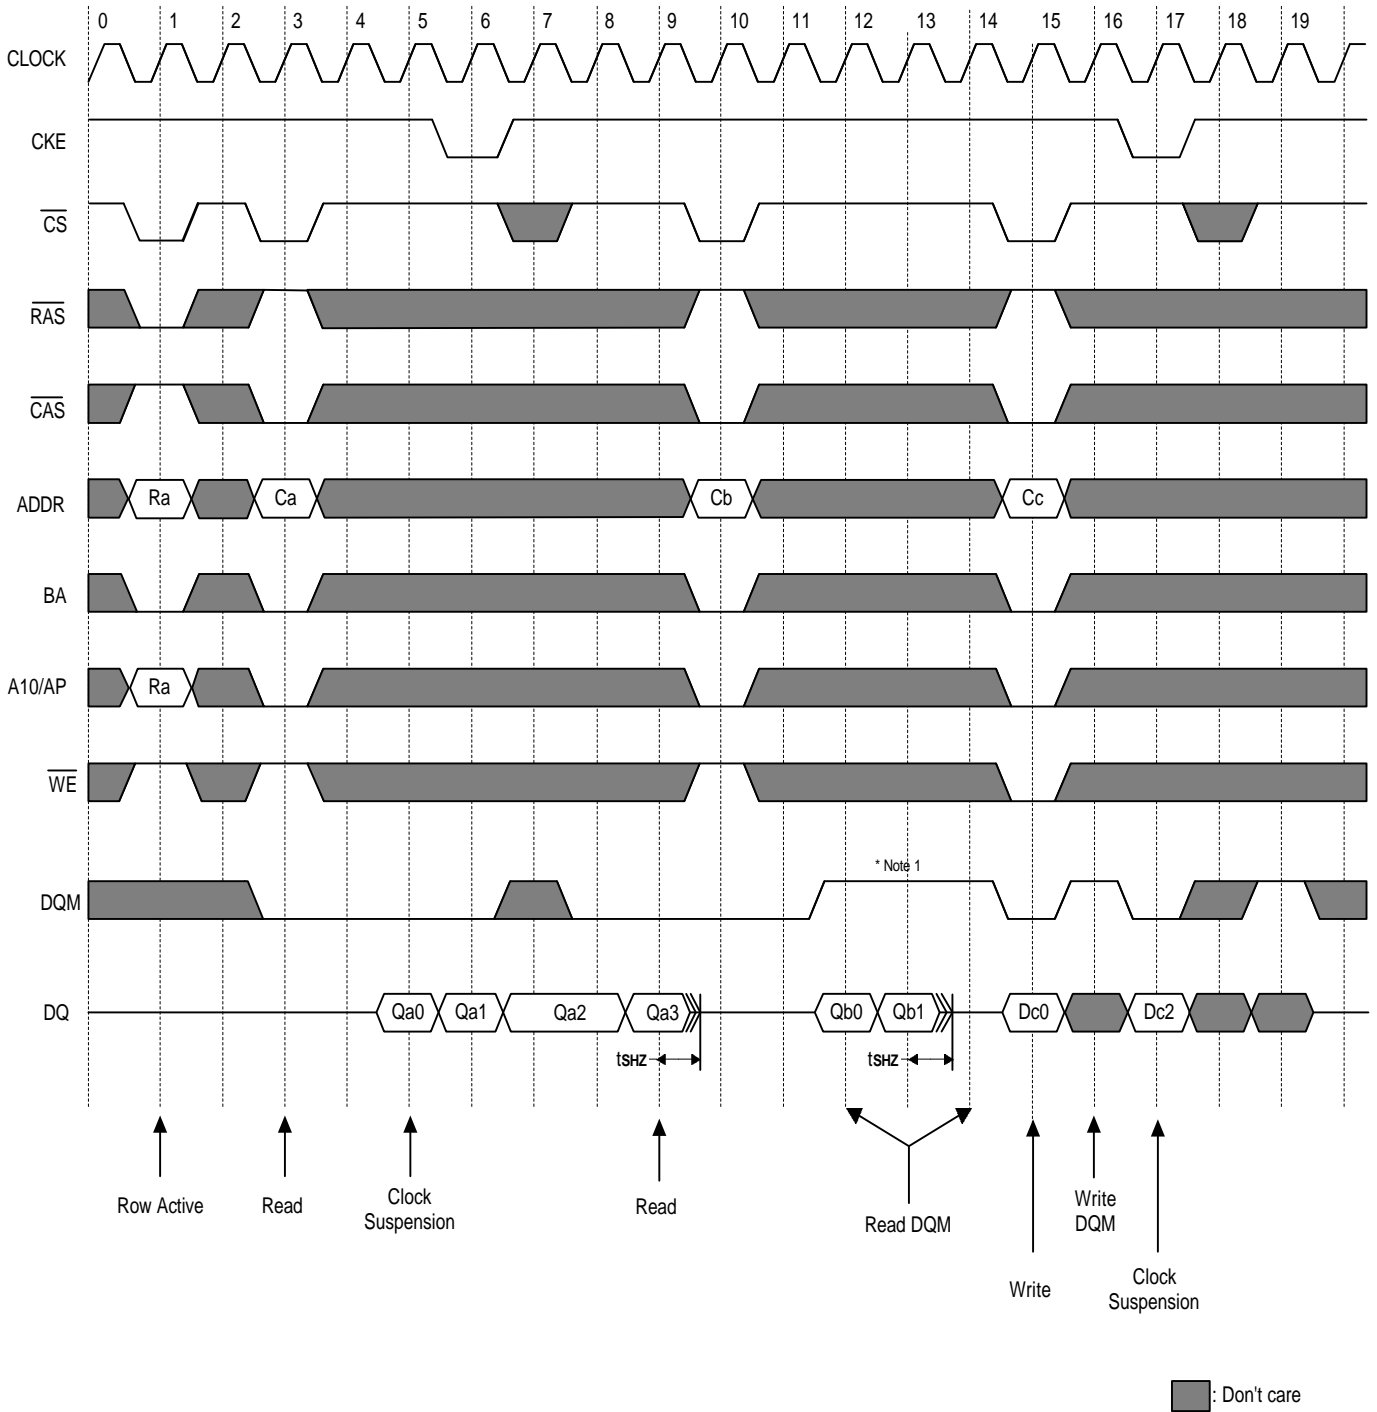 0 1 2 3 4 5 6 7 8 9 10 11 12 13 14 15 16 17 18 19
CLOCK
CKE
CS
RAS
CAS
ADDR Ra Ca Cb Cc
BA
A10/AP Ra
WE
* Note 1
DQM
DQ Qa0 Qa1 Qa2 Qa3 Qb0 Qb1 Dc0 Dc2
tSHZ tSHZ
Row Active
Read
Clock
Suspension
Read
Read DQM
Write
DQM
Write
Clock
Suspension
: Don't care